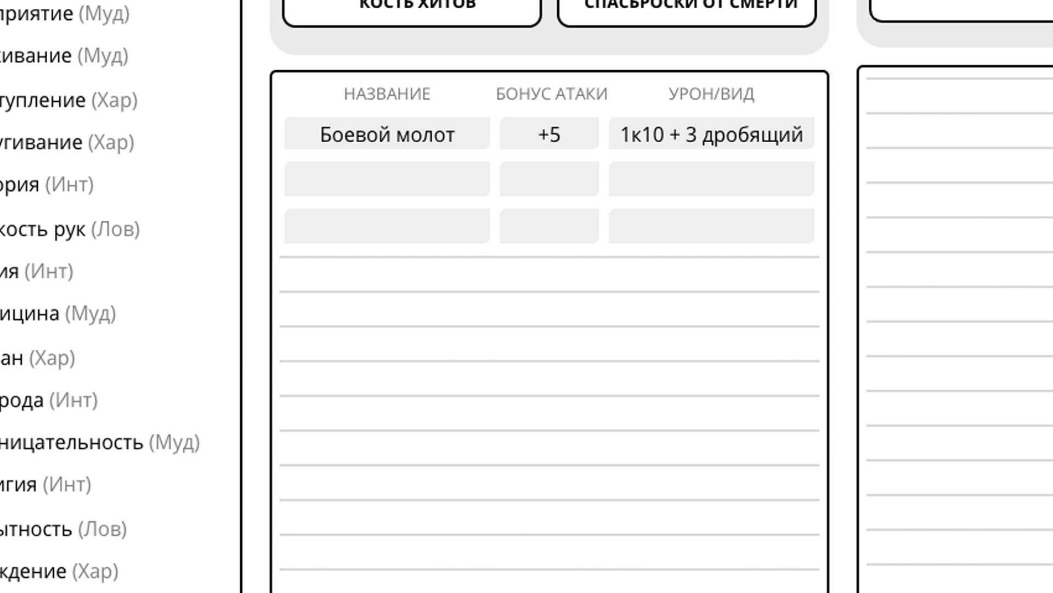 КОСТЬ ХИТОВ
СПАСБРОСКИ ОТ СМЕРТИ
приятие (Муд)
живание (Муд)
тупление (Хар)
угивание (Хар)
ория (Инт)
кость рук (Лов)
ия (Инт)
ицина (Муд)
ан (Хар)
рода (Инт)
ницательность (Муд)
игия (Инт)
ытность (Лов)
ждение (Хар)
НАЗВАНИЕ БОНУС АТАКИ УРОН/ВИД
Боевой молот +5 1к10 + 3 дробящий